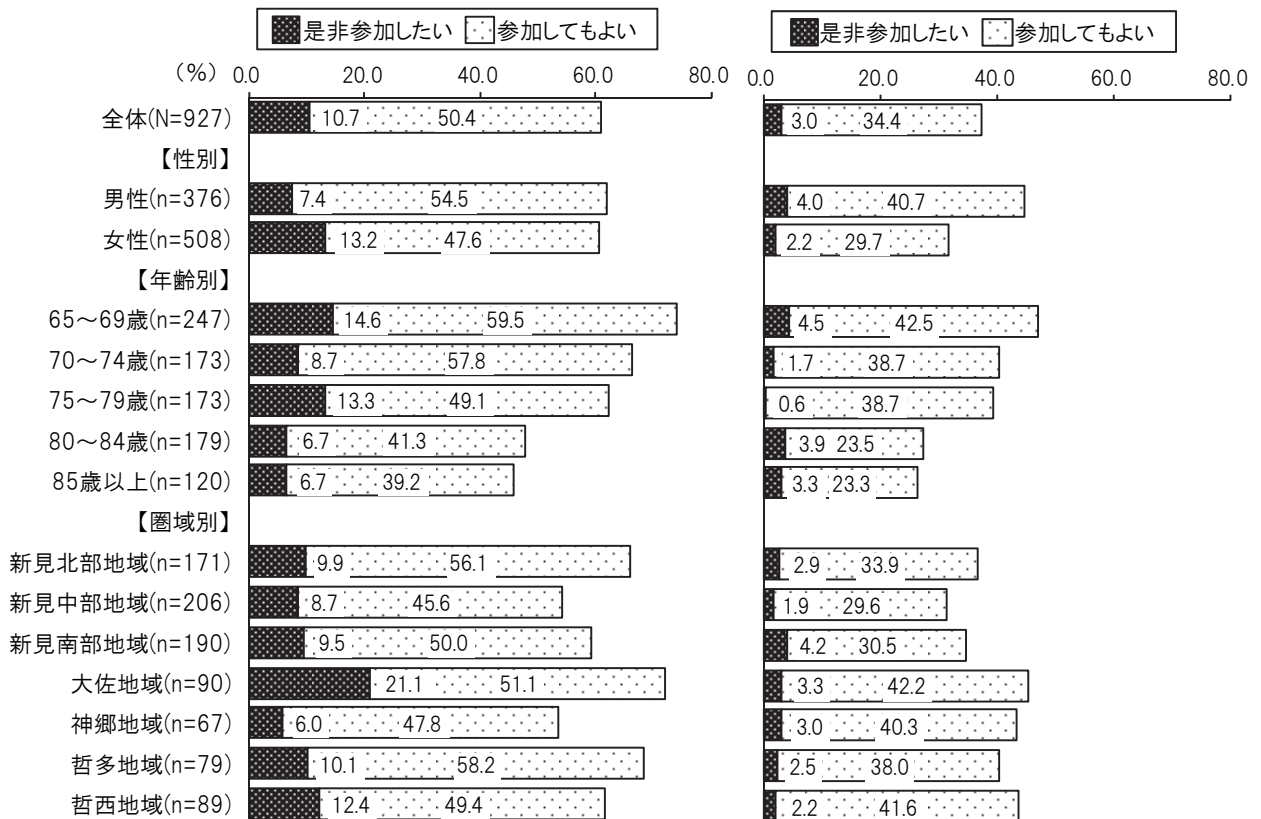 是非参加したい 参加してもよい 是非参加したい 参加してもよい
(%) 0.0 20.0 40.0 60.0 80.0 0.0 20.0 40.0 60.0 80.0
全体(N=927) 10.7 50.4 3.0 34.4
【性別】
男性(n=376) 7.4 54.5 4.0 40.7
女性(n=508) 13.2 47.6 2.2 29.7
【年齢別】
65～69歳(n=247) 14.6 59.5 4.5 42.5
70～74歳(n=173) 8.7 57.8 1.7 38.7
75～79歳(n=173) 13.3 49.1 0.6 38.7
80～84歳(n=179) 6.7 41.3 3.9 23.5
85歳以上(n=120) 6.7 39.2 3.3 23.3
【圏域別】
新見北部地域(n=171) 9.9 56.1 2.9 33.9
新見中部地域(n=206) 8.7 45.6 1.9 29.6
新見南部地域(n=190) 9.5 50.0 4.2 30.5
大佐地域(n=90) 21.1 51.1 3.3 42.2
神郷地域(n=67) 6.0 47.8 3.0 40.3
哲多地域(n=79) 10.1 58.2 2.5 38.0
哲西地域(n=89) 12.4 49.4 2.2 41.6